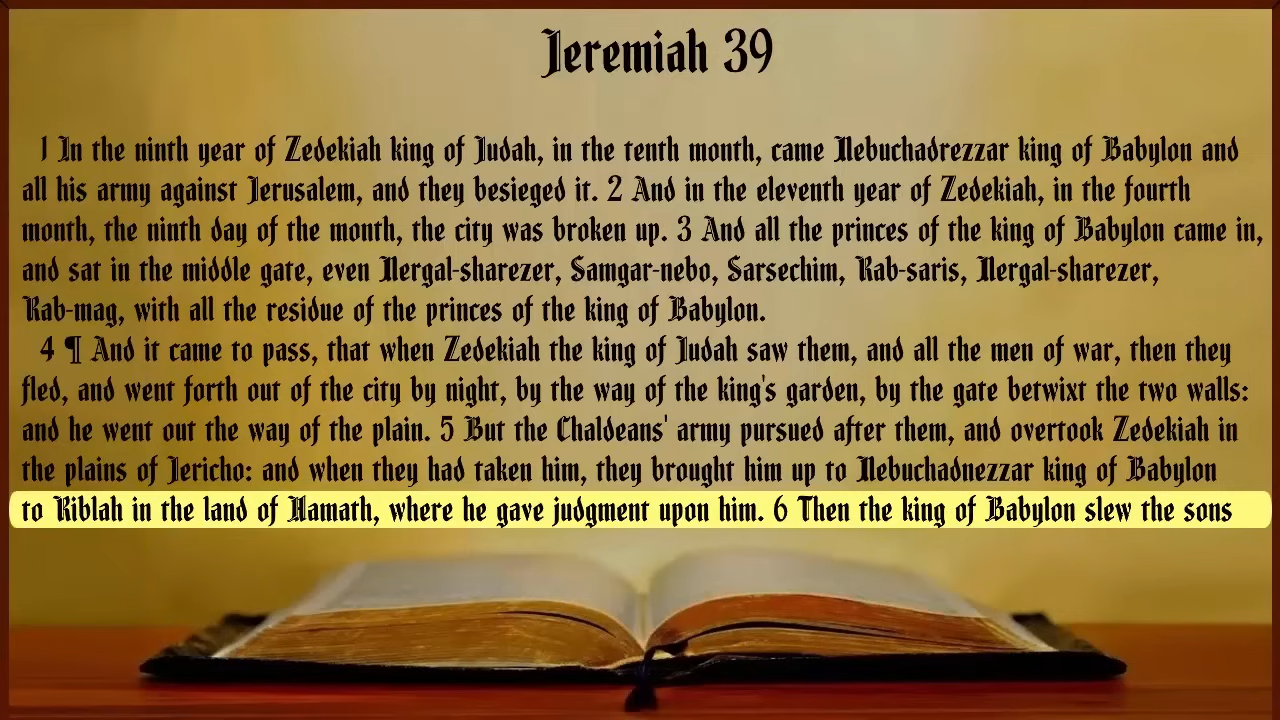 Jeremiah 39
1 In the ninth year of Zedekiah king of Judah, in the tenth month, came Nebuchadrezzar king of Babylon and
all his army against Jerusalem, and they besieged it. 2 And in the eleventh year of Zedekiah, in the fourth
month, the ninth day of the month, the city was broken up. 3 And all the princes of the king of Babylon came in,
and sat in the middle gate, even Nergal-sharezer, Samgar-nebo, Sarsechim, Rab-saris, Nergal-sharezer,
Rab-mag, with all the residue of the princes of the king of Babylon.
4 ¶ And it came to pass, that when Zedekiah the king of Judah saw them, and all the men of war, then they
fled, and went forth out of the city by night, by the way of the king's garden, by the gate betwixt the two walls:
and he went out the way of the plain. 5 But the Chaldeans' army pursued after them, and overtook Zedekiah in
the plains of Jericho: and when they had taken him, they brought him up to Nebuchadnezzar king of Babylon
to Riblah in the land of Hamath, where he gave judgment upon him. 6 Then the king of Babylon slew the sons